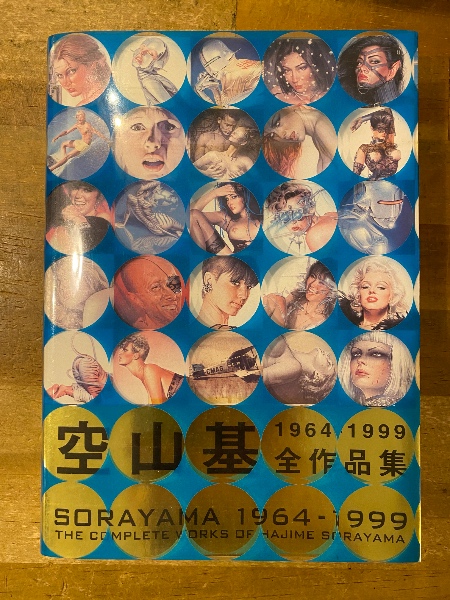 空山基
1964-1999
全作品集
SORAYAMA 1964-1999
THE COMPLETE WORKS OF HAJIME SORAYAMA